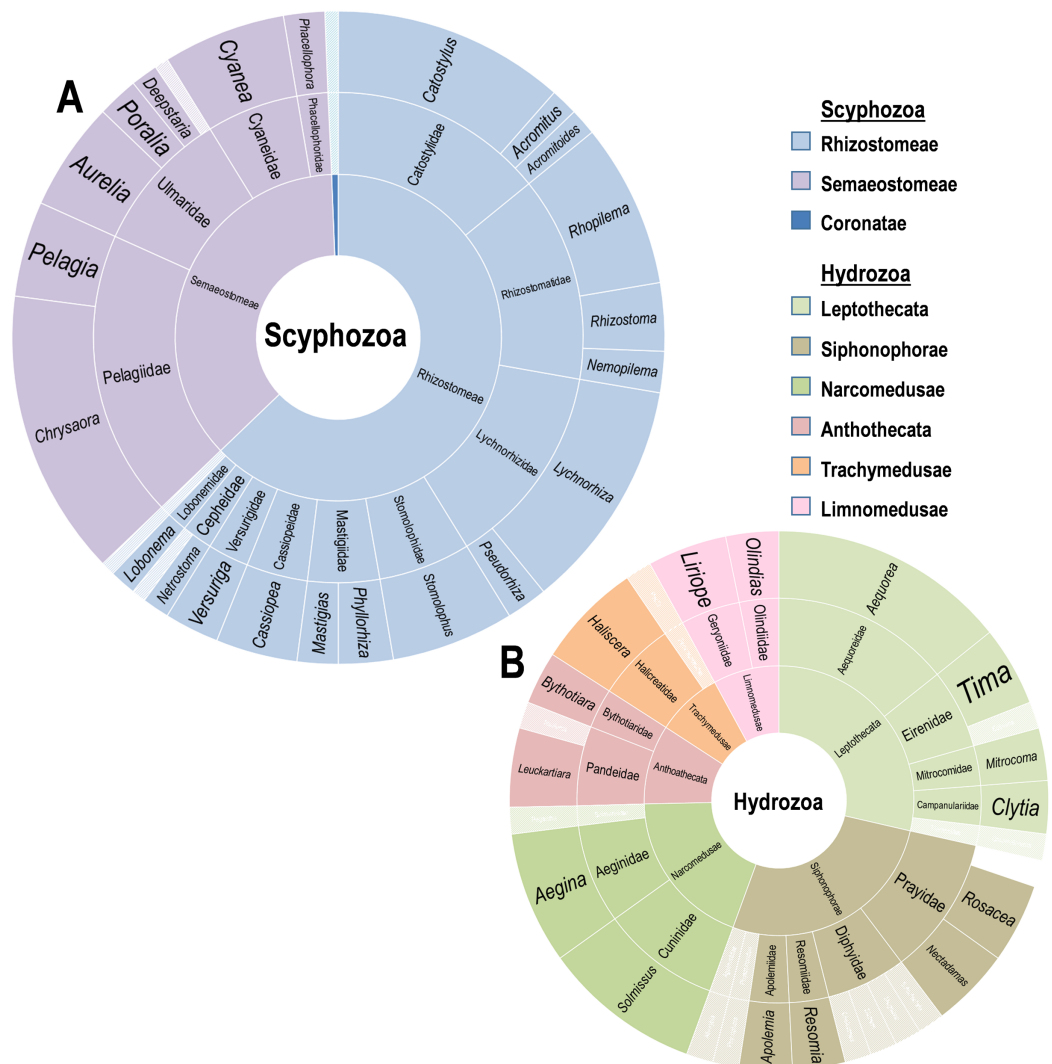 A
Scyphozoa
Rhizostomeae
Semaeostomeae
Catostylidae
Rhizostomatidae
Lychnorhizidae
Stomolophidae
Mastigiidae
Cassiopeidae
Versurigidae
Cepheidae
Lobonemidae
Pelagiidae
Ulmaridae
Cyaneidae
Phacellophoridae
Catostylus
Acromitus
Acromitoides
Rhopilema
Rhizostoma
Nemopilema
Lychnorhiza
Pseudorhiza
Stomolophus
Phyllorhiza
Mastigias
Cassiopea
Versuriga
Netrostoma
Lobonema
Chrysaora
Pelagia
Aurelia
Poralia
Deepstaria
Cyanea
Phacellophora
Scyphozoa
Rhizostomeae
Semaeostomeae
Coronatae
Hydrozoa
Leptothecata
Siphonophorae
Narcomedusae
Anthothecata
Trachymedusae
Limnomedusae
B
Hydrozoa
Leptothecata
Siphonophorae
Narcomedusae
Anthoathecata
Trachymedusae
Limnomedusae
Aequoreidae
Eirenidae
Mitrocomidae
Campanulariidae
Prayidae
Diphyidae
Resomiidae
Apolemiidae
Cuninidae
Aeginidae
Pandeidae
Bythotiaridae
Halicreatidae
Geryoniidae
Olindiidae
Aequorea
Tima
Mitrocoma
Clytia
Rosacea
Nectadamas
Resomia
Apolemia
Solmissus
Aegina
Leuckartiara
Bythotiara
Haliscera
Liriope
Olindias